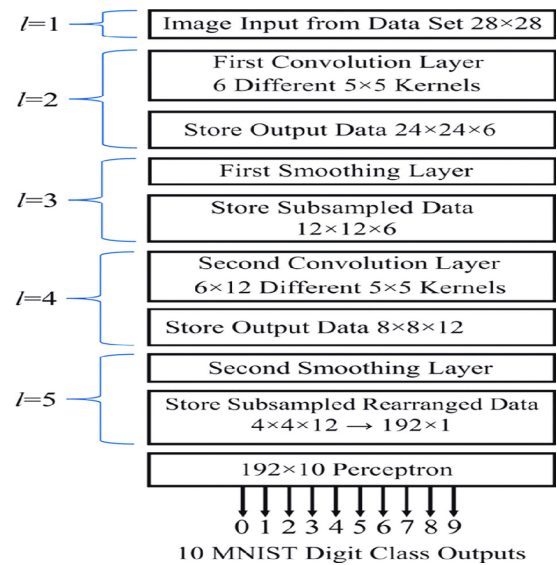 l=1
Image Input from Data Set 28×28
l=2
First Convolution Layer
6 Different 5×5 Kernels
Store Output Data 24×24×6
l=3
First Smoothing Layer
Store Subsampled Data
12×12×6
l=4
Second Convolution Layer
6×12 Different 5×5 Kernels
Store Output Data 8×8×12
l=5
Second Smoothing Layer
Store Subsampled Rearranged Data
4×4×12 → 192×1
192×10 Perceptron
0 1 2 3 4 5 6 7 8 9
10 MNIST Digit Class Outputs